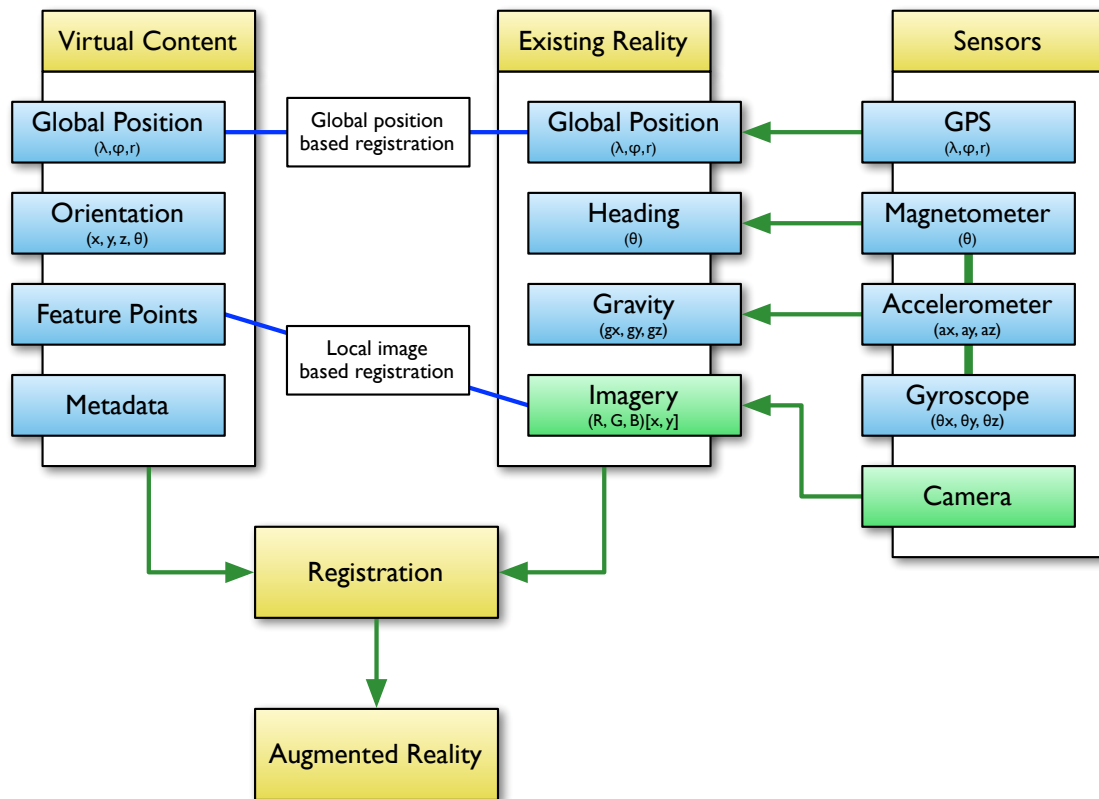 Virtual Content
Existing Reality
Sensors
Global Position
(λ,φ,r)
Global position
based registration
Global Position
(λ,φ,r)
GPS
(λ,φ,r)
Orientation
(x, y, z, θ)
Heading
(θ)
Magnetometer
(θ)
Feature Points
Gravity
(gx, gy, gz)
Accelerometer
(ax, ay, az)
Local image
based registration
Metadata
Imagery
(R, G, B)[x, y]
Gyroscope
(θx, θy, θz)
Camera
Registration
Augmented Reality